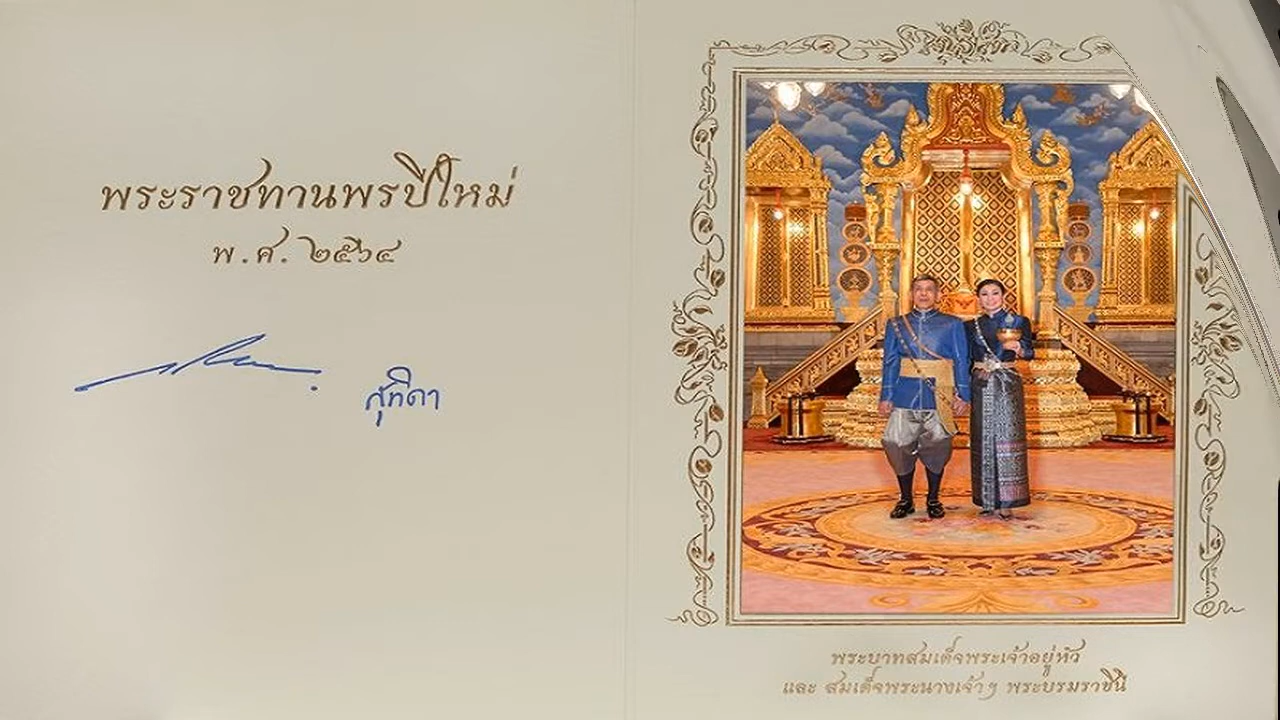 พระราชทานพรปีใหม่
พ.ศ. ๒๕๖๔
สุทิดา
พระบาทสมเด็จพระเจ้าอยู่หัว
และ สมเด็จพระนางเจ้าฯ พระบรมราชินี